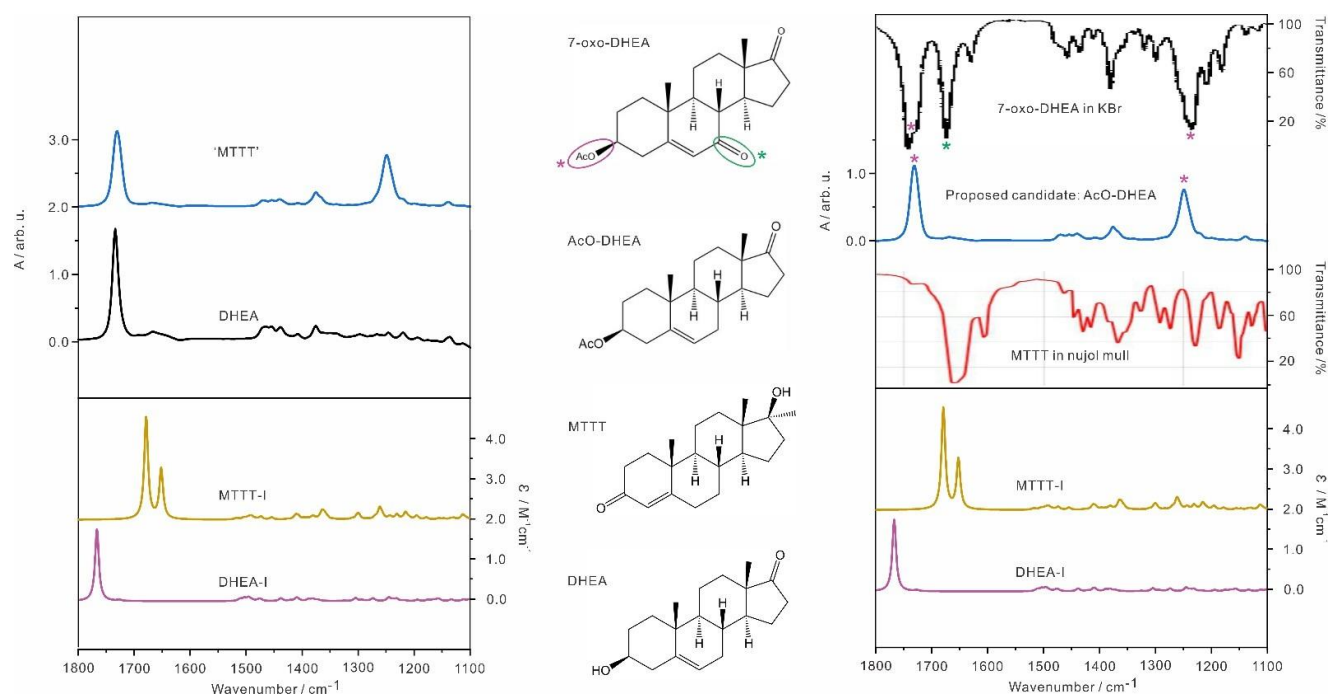 3.0
2.0
1.0
0.0
A / arb. u.
'MTTT'
DHEA
MTTT-I
DHEA-I
4.0
3.0
2.0
1.0
0.0
ε / M⁻¹cm⁻¹
1800 1700 1600 1500 1400 1300 1200 1100
Wavenumber / cm⁻¹
7-oxo-DHEA
O
H
H
H
AcO
O
*
*
AcO-DHEA
O
H
H
H
AcO
MTTT
OH
H
H
H
O
DHEA
O
H
H
H
HO
100
60
20
Transmittance /%
7-oxo-DHEA in KBr
*
*
*
*
*
1.0
0.0
A / arb. u.
Proposed candidate: AcO-DHEA
100
60
20
Transmittance /%
MTTT in nujol mull
MTTT-I
DHEA-I
4.0
3.0
2.0
1.0
0.0
ε / M⁻¹cm⁻¹
1800 1700 1600 1500 1400 1300 1200 1100
Wavenumber / cm⁻¹